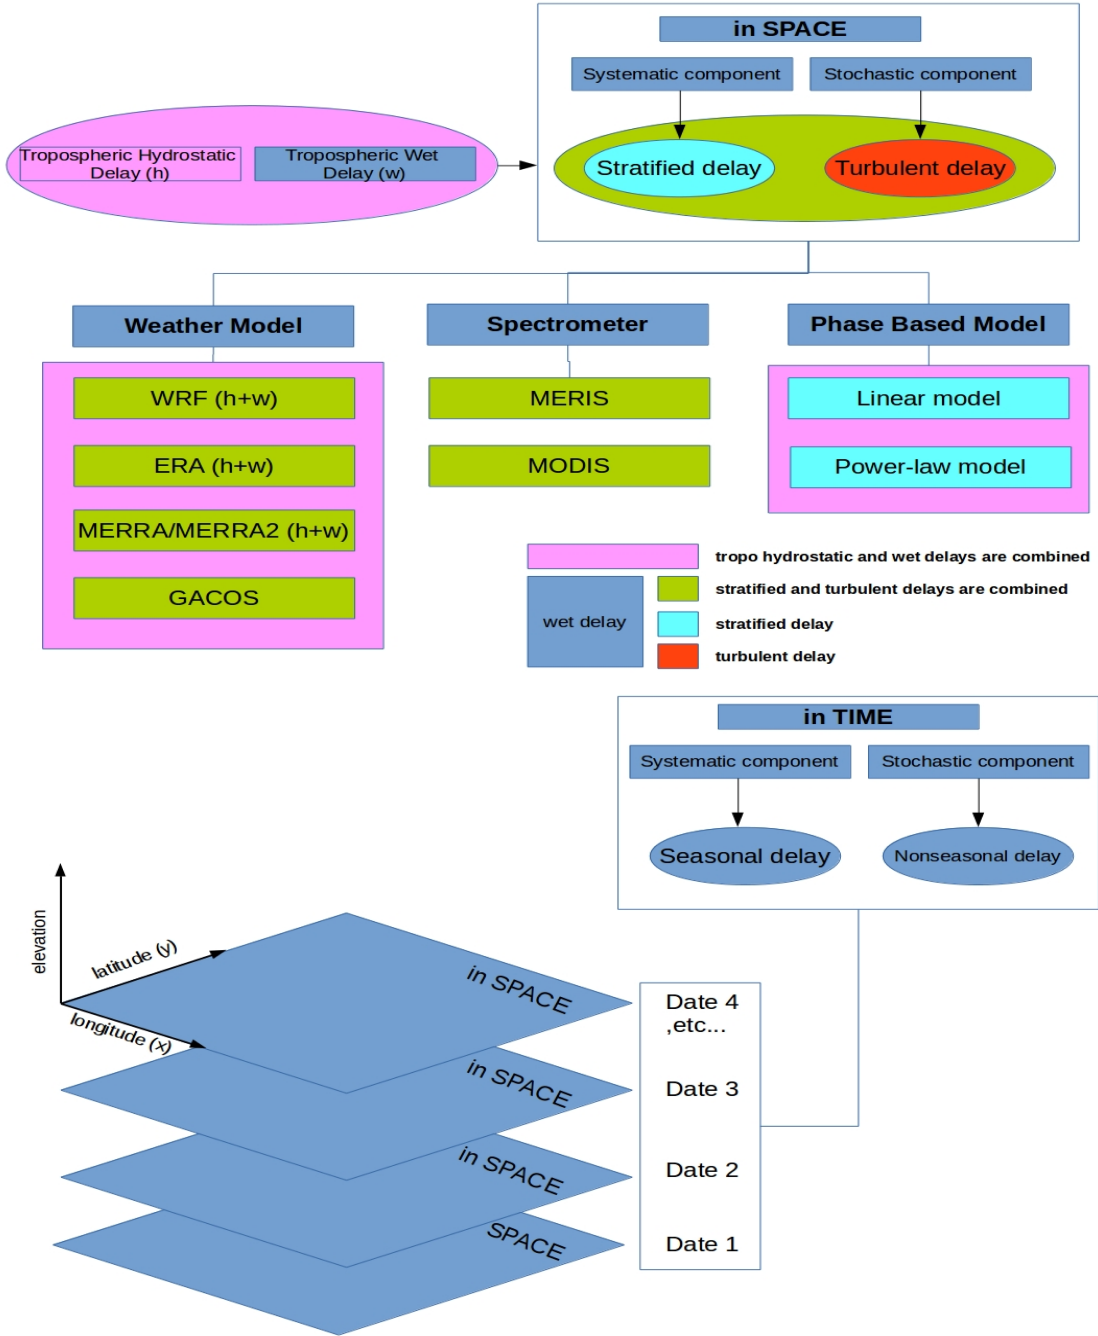 in SPACE
Systematic component
Stochastic component
Tropospheric Hydrostatic
Delay (h)
Tropospheric Wet
Delay (w)
Stratified delay
Turbulent delay
Weather Model
Spectrometer
Phase Based Model
WRF (h+w)
MERIS
Linear model
ERA (h+w)
MODIS
Power-law model
MERRA/MERRA2 (h+w)
GACOS
tropo hydrostatic and wet delays are combined
wet delay
stratified and turbulent delays are combined
stratified delay
turbulent delay
in TIME
Systematic component
Stochastic component
Seasonal delay
Nonseasonal delay
elevation
latitude (y)
longitude (x)
in SPACE
Date 4
,etc...
in SPACE
Date 3
in SPACE
Date 2
SPACE
Date 1